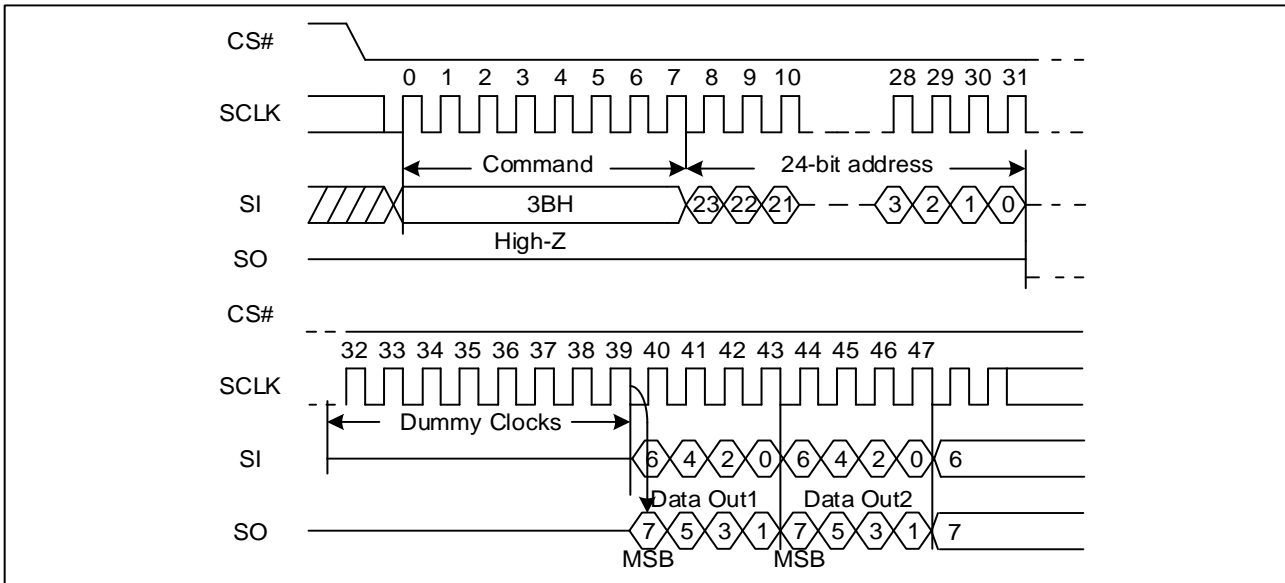 CS#
0 1 2 3 4 5 6 7 8 9 10 28 29 30 31
SCLK
Command 24-bit address
SI 3BH 23 22 21 3 2 1 0
High-Z
SO
CS#
32 33 34 35 36 37 38 39 40 41 42 43 44 45 46 47
SCLK
Dummy Clocks
SI 6 4 2 0 6 4 2 0 6
Data Out1 Data Out2
SO 7 5 3 1 7 5 3 1 7
MSB MSB